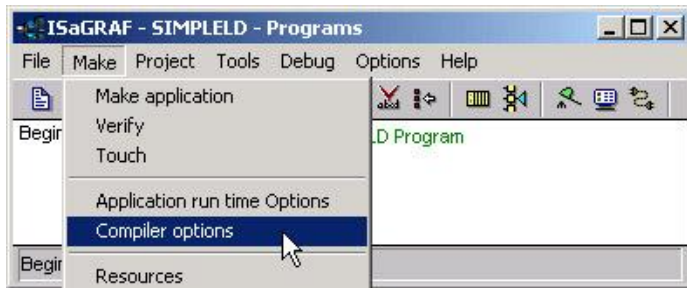 ISaGRAF - SIMPLELD - Programs
File Make Project Tools Debug Options Help
Make application
Verify
Touch
Begin
LD Program
Application run time Options
Compiler options
Begin
Resources